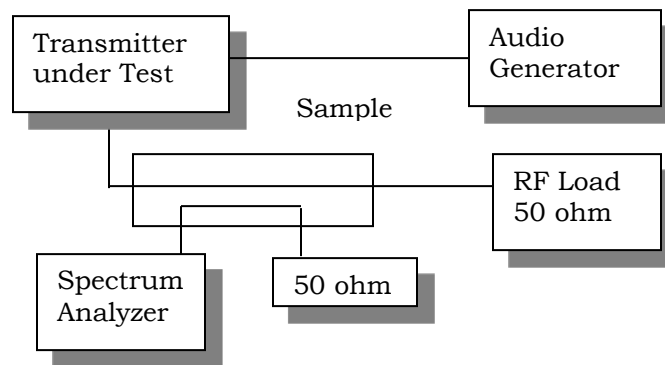 Transmitter
under Test
Audio
Generator
Sample
RF Load
50 ohm
Spectrum
Analyzer
50 ohm